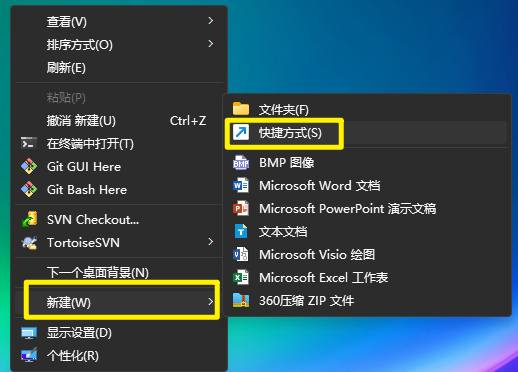 查看(V)
排序方式(O)
刷新(E)
粘贴(P)
撤消 新建(U) Ctrl+Z
在终端中打开(T)
Git GUI Here
Git Bash Here
SVN Checkout...
TortoiseSVN
下一个桌面背景(N)
新建(W)
显示设置(D)
个性化(R)
文件夹(F)
快捷方式(S)
BMP
BMP 图像
Microsoft Word 文档
Microsoft PowerPoint 演示文稿
文本文档
Microsoft Visio 绘图
Microsoft Excel 工作表
360压缩 ZIP 文件